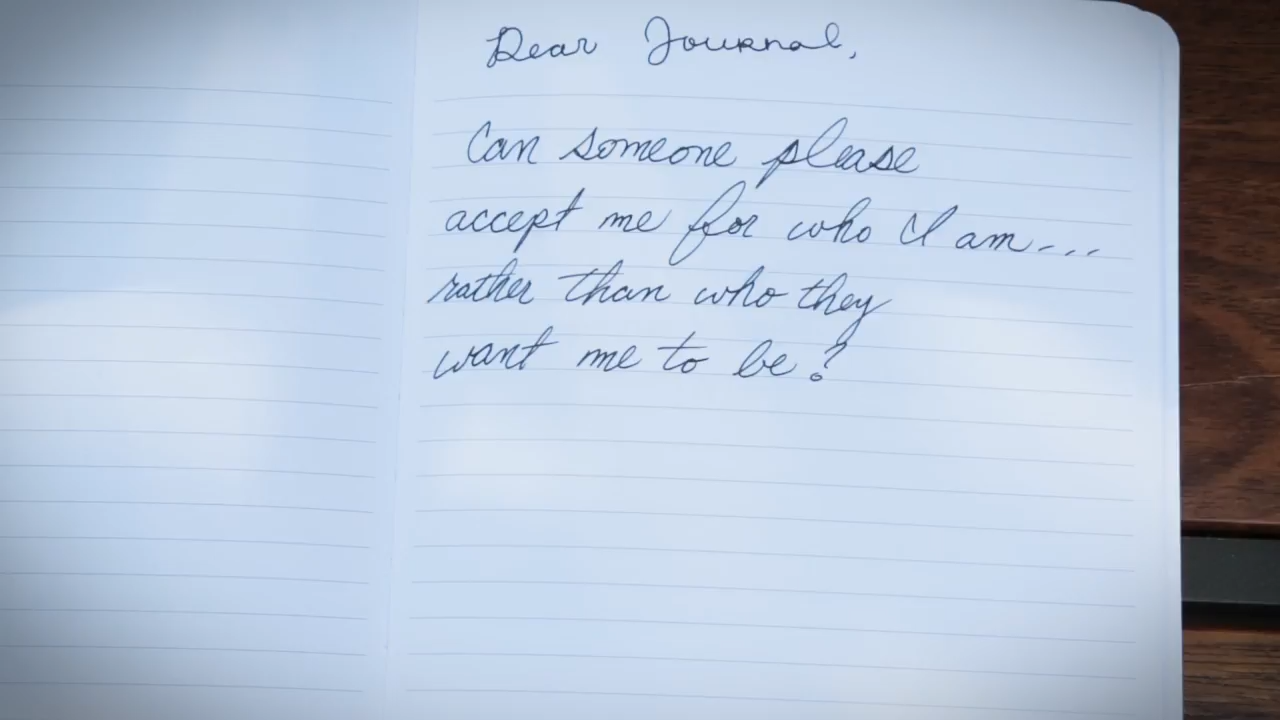 Dear Journal,
Can someone please
accept me for who I am...
rather than who they
want me to be?